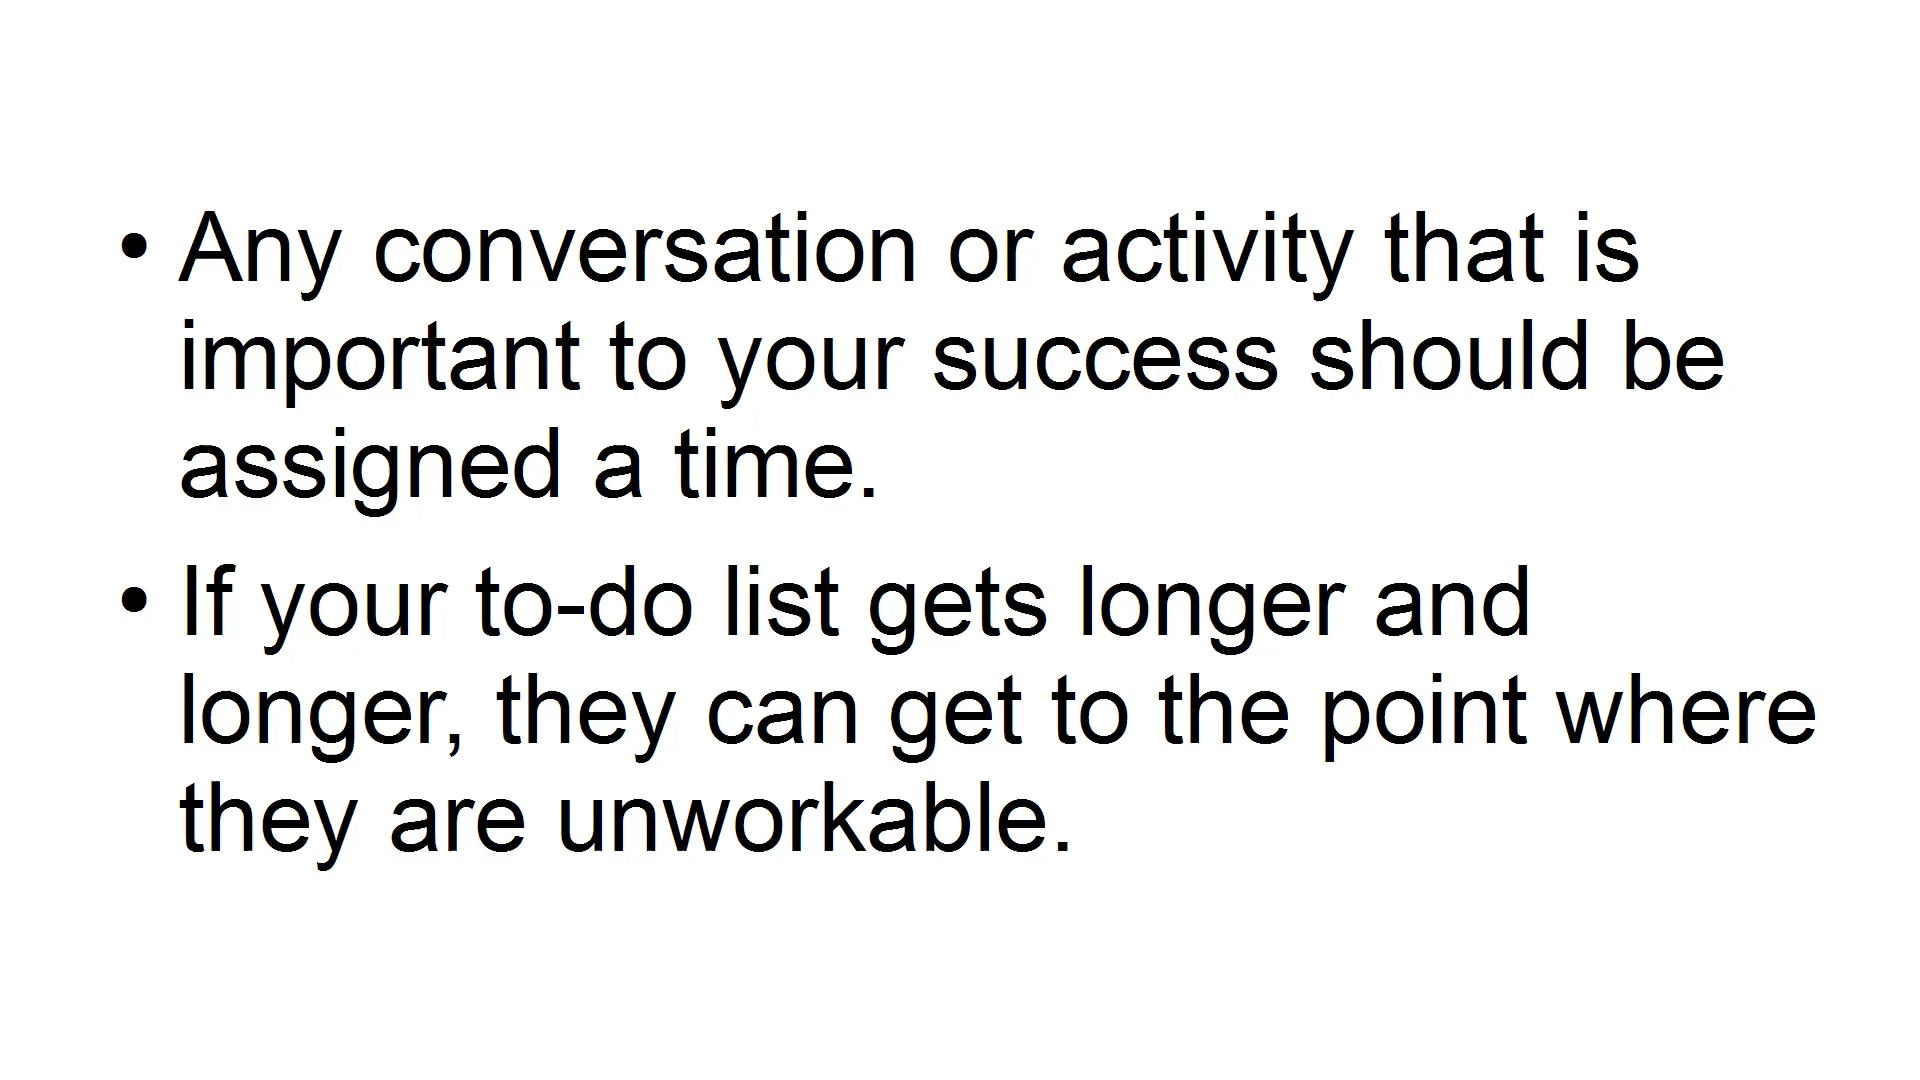 • Any conversation or activity that is
important to your success should be
assigned a time.
• If your to-do list gets longer and
longer, they can get to the point where
they are unworkable.